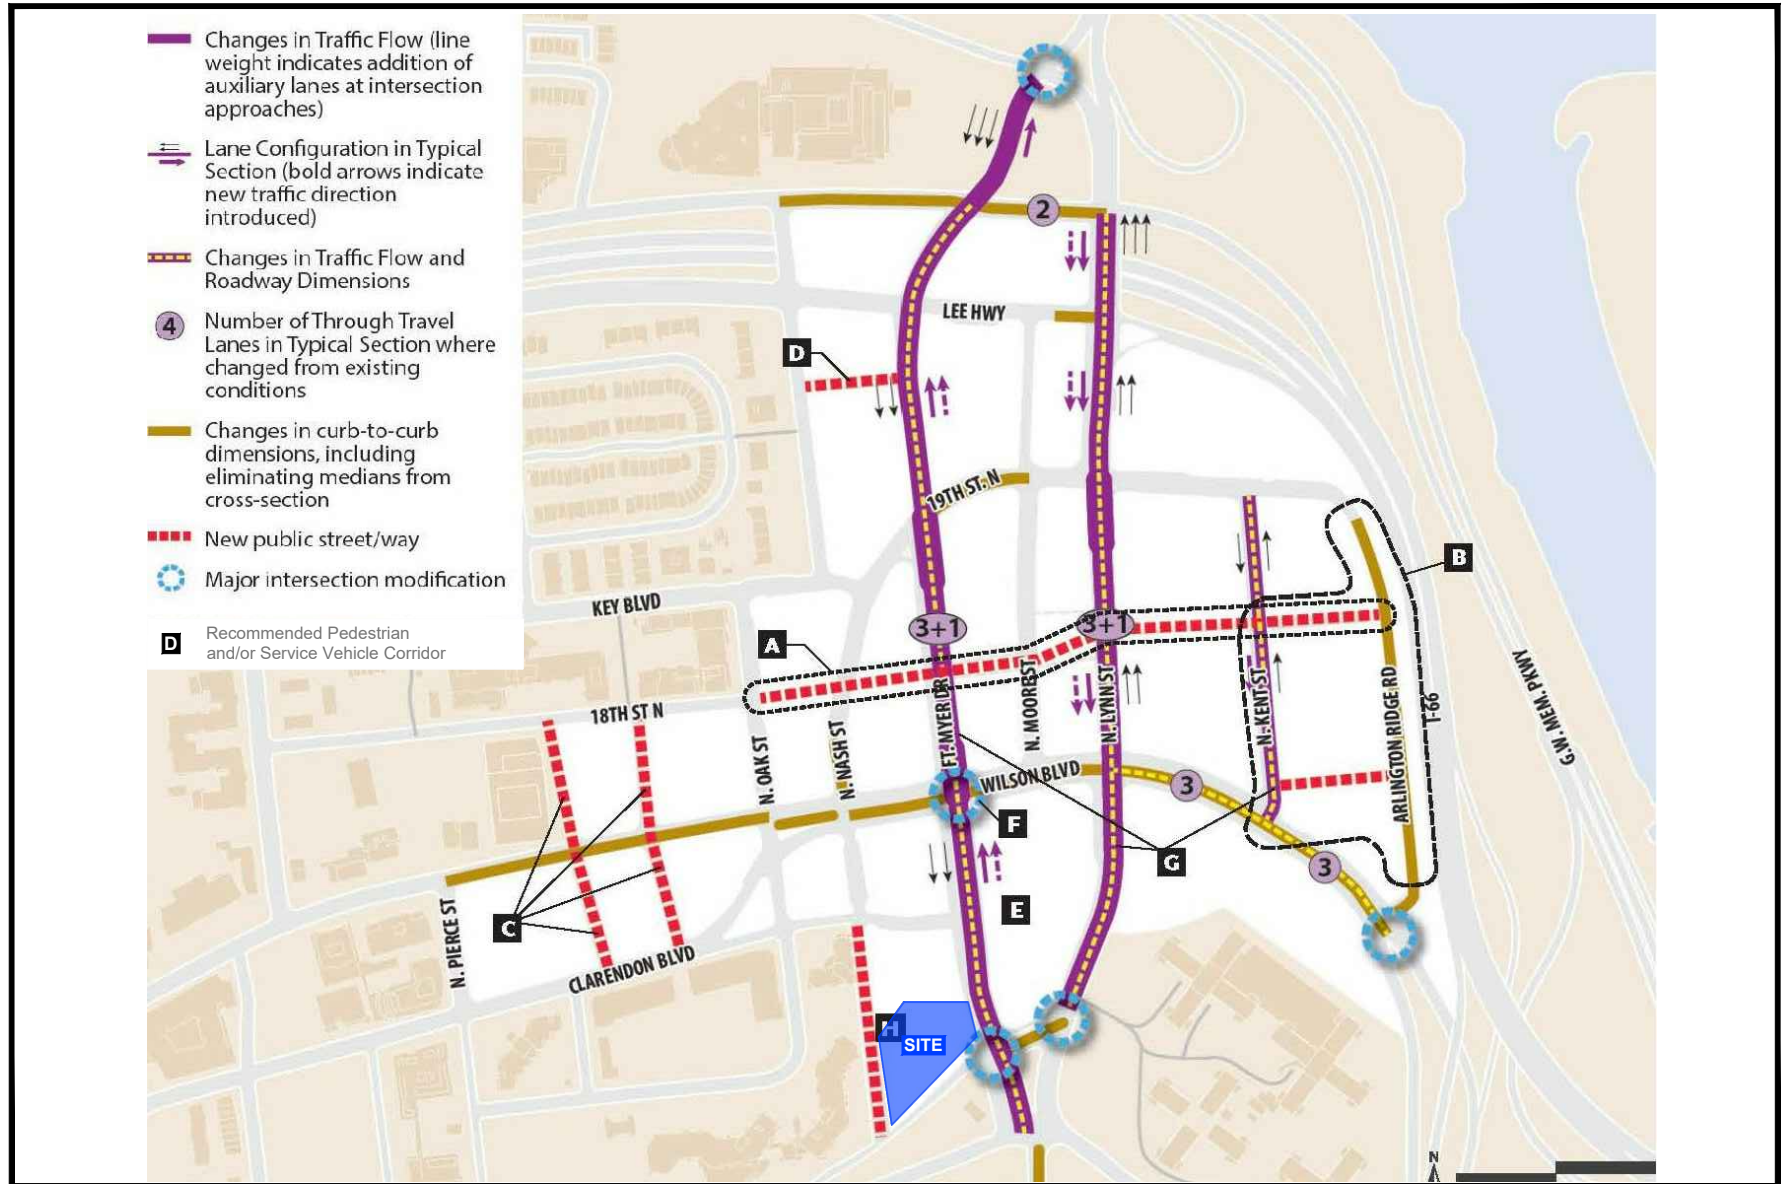 Changes in Traffic Flow (line
weight indicates addition of
auxiliary lanes at intersection
approaches)
Lane Configuration in Typical
Section (bold arrows indicate
new traffic direction
introduced)
Changes in Traffic Flow and
Roadway Dimensions
4
Number of Through Travel
Lanes in Typical Section where
changed from existing
conditions
Changes in curb-to-curb
dimensions, including
eliminating medians from
cross-section
New public street/way
Major intersection modification
D
Recommended Pedestrian
and/or Service Vehicle Corridor
2
LEE HWY
D
19TH ST. N
B
KEY BLVD
3+1
3+1
A
18TH ST N
N. OAK ST
N. NASH ST
FT. MYER DR
N. MOORE ST
N. LYNN ST
N. KENT ST
ARLINGTON RIDGE RD
I-66
G.W. MEM. PKWY
WILSON BLVD
3
F
G
3
E
C
N. PIERCE ST
CLARENDON BLVD
H
SITE
N